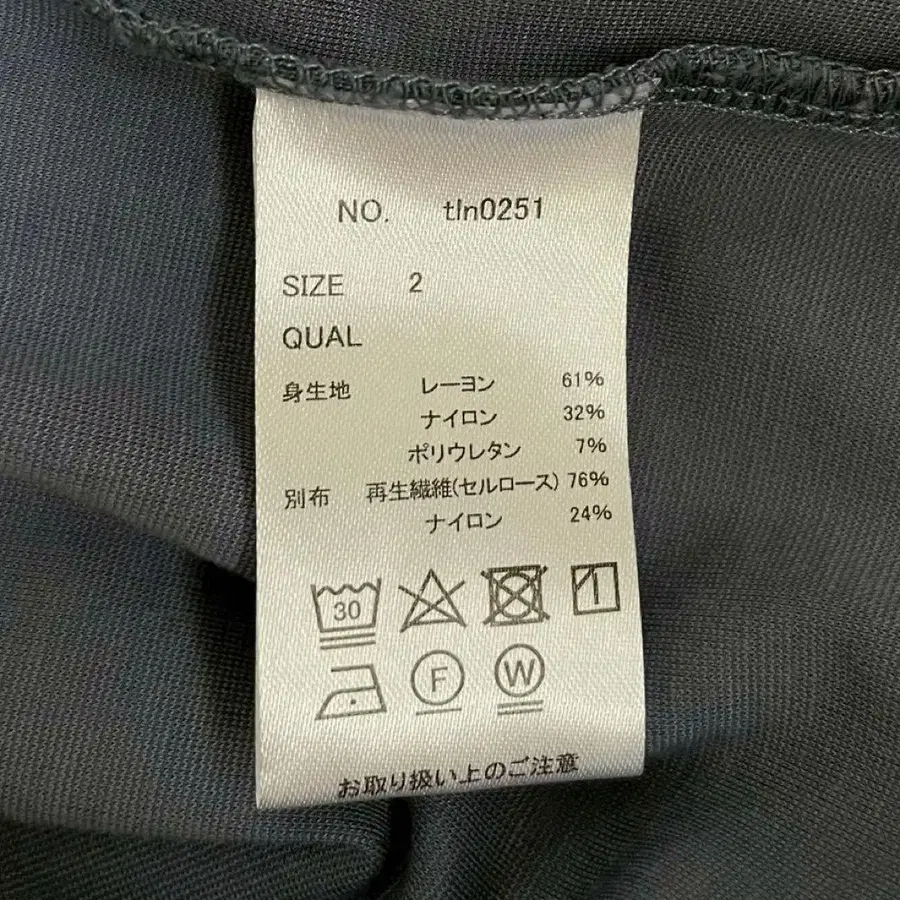 NO. tln0251
SIZE 2
QUAL
身生地 レーヨン 61%
ナイロン 32%
ポリウレタン 7%
別布 再生繊維(セルロース) 76%
ナイロン 24%
30
F W
お取り扱い上のご注意